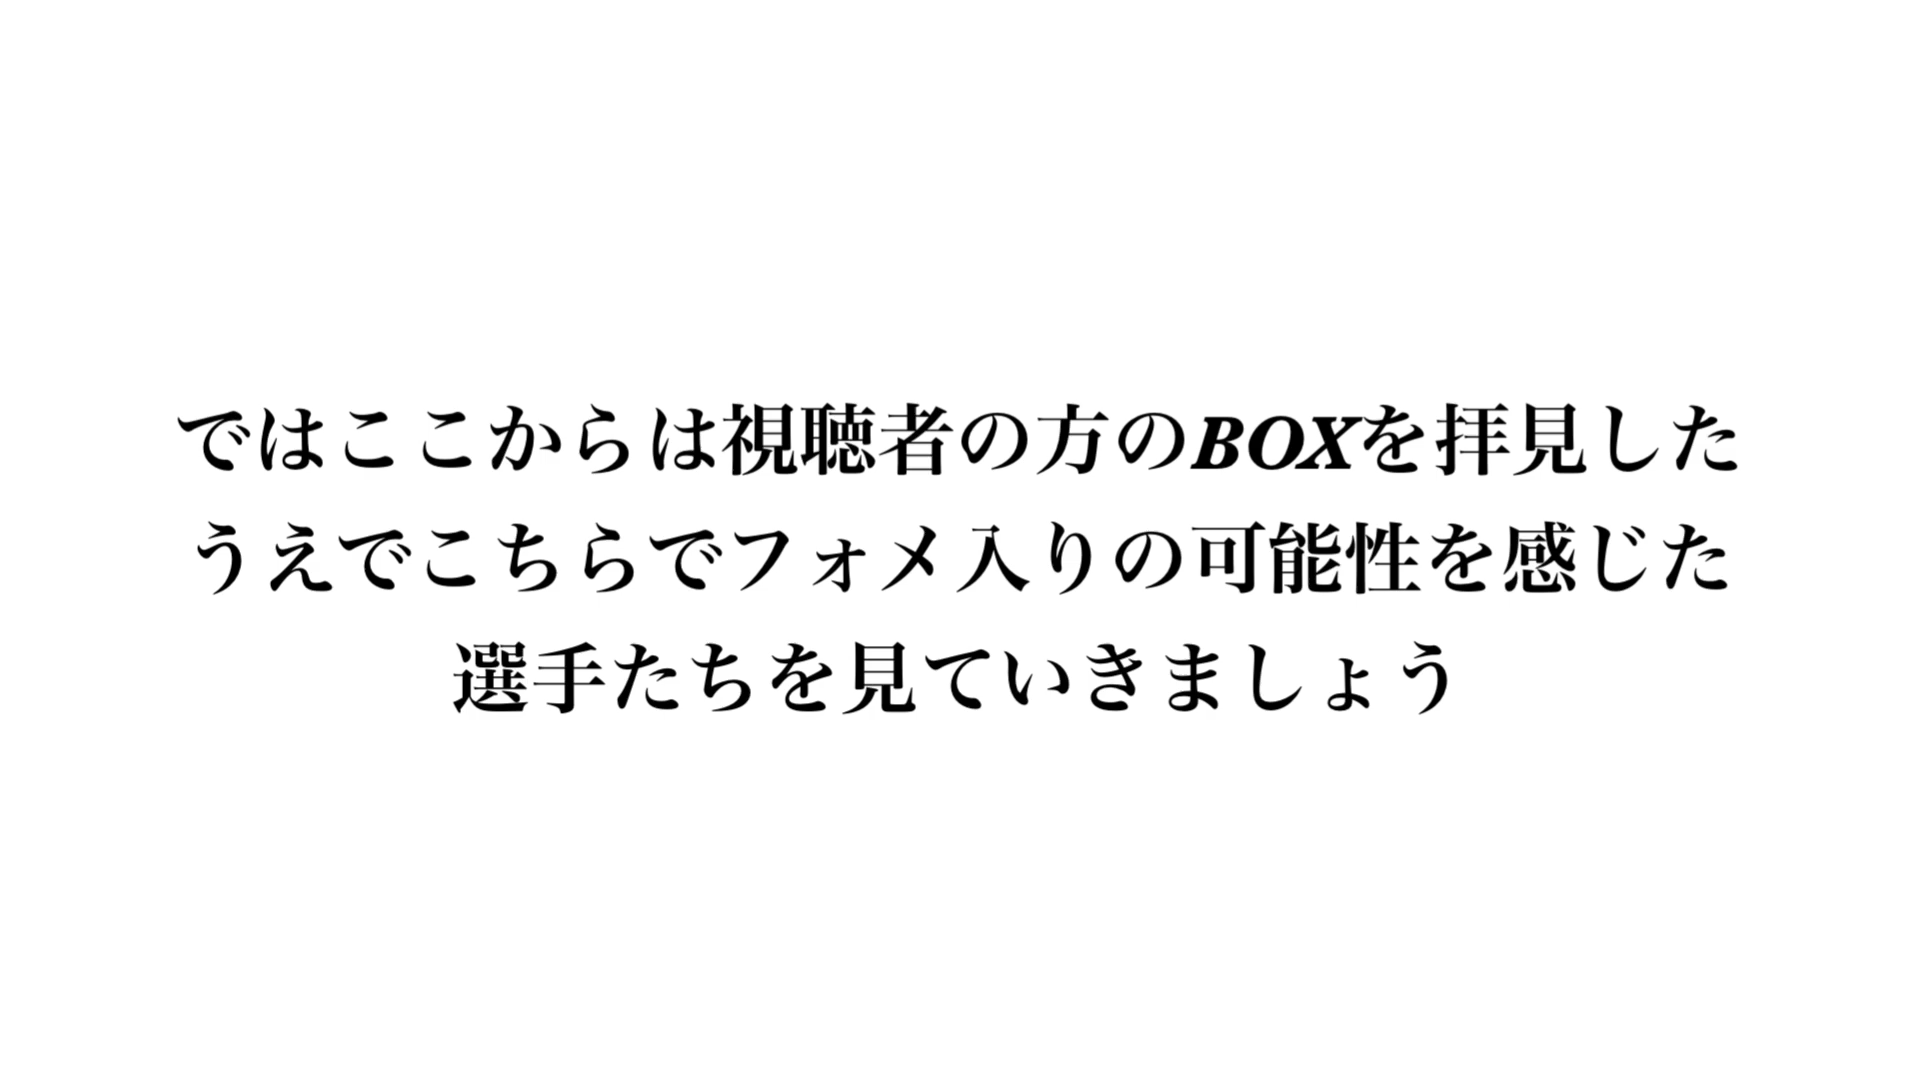 ではここからは視聴者の方のBOXを拝見した
うえでこちらでフォメ入りの可能性を感じた
選手たちを見ていきましょう